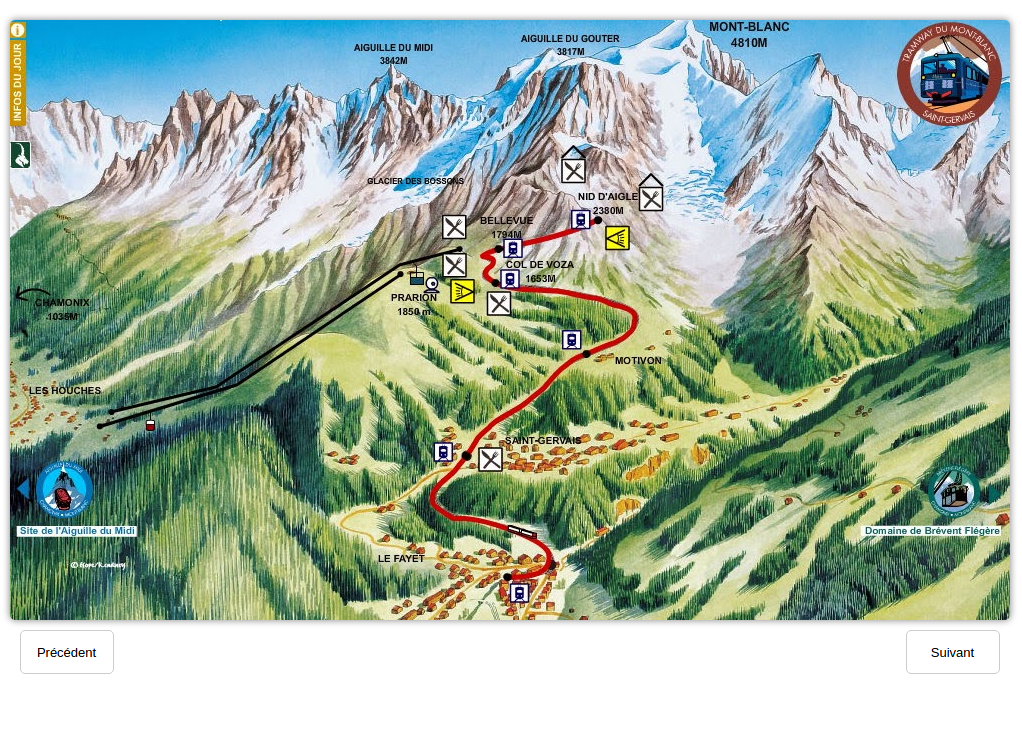 INFOS DU JOUR
AIGUILLE DU MIDI
3842M
AIGUILLE DU GOUTER
3817M
MONT-BLANC
4810M
TRAMWAY DU MONT-BLANC
SAINT-GERVAIS
GLACIER DES BOSSONS
NID D'AIGLE
2380M
BELLEVUE
1794M
COL DE VOZA
1653M
PRARION
1850 m
CHAMONIX
1035M
MOTIVON
LES HOUCHES
SAINT-GERVAIS
Site de l'Aiguille du Midi
Domaine de Brévent Flégère
LE FAYET
Précédent
Suivant